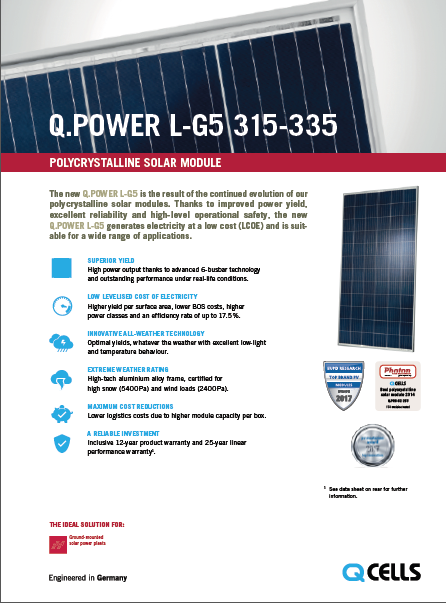 Q.POWER L-G5 315-335
POLYCRYSTALLINE SOLAR MODULE
The new Q.POWER L-G5 is the result of the continued evolution of our
polycrystalline solar modules. Thanks to improved power yield,
excellent reliability and high-level operational safety, the new
Q.POWER L-G5 generates electricity at a low cost (LCOE) and is suit-
able for a wide range of applications.
SUPERIOR YIELD
High power output thanks to advanced 6-busbar technology
and outstanding performance under real-life conditions.
LOW LEVELISED COST OF ELECTRICITY
Higher yield per surface area, lower BOS costs, higher
power classes and an efficiency rate of up to 17.5%.
INNOVATIVE ALL-WEATHER TECHNOLOGY
Optimal yields, whatever the weather with excellent low-light
and temperature behaviour.
EXTREME WEATHER RATING
High-tech aluminium alloy frame, certified for
high snow (5400Pa) and wind loads (2400Pa).
MAXIMUM COST REDUCTIONS
Lower logistics costs due to higher module capacity per box.
A RELIABLE INVESTMENT
Inclusive 12-year product warranty and 25-year linear
performance warranty¹.
EUPD RESEARCH
TOP BRAND PV
MODULES
2017
Photon
Q CELLS
Best polycrystalline
solar module 2014
¹ See data sheet on rear for further
information.
THE IDEAL SOLUTION FOR:
Ground-mounted
solar power plants
Engineered in Germany
Q CELLS